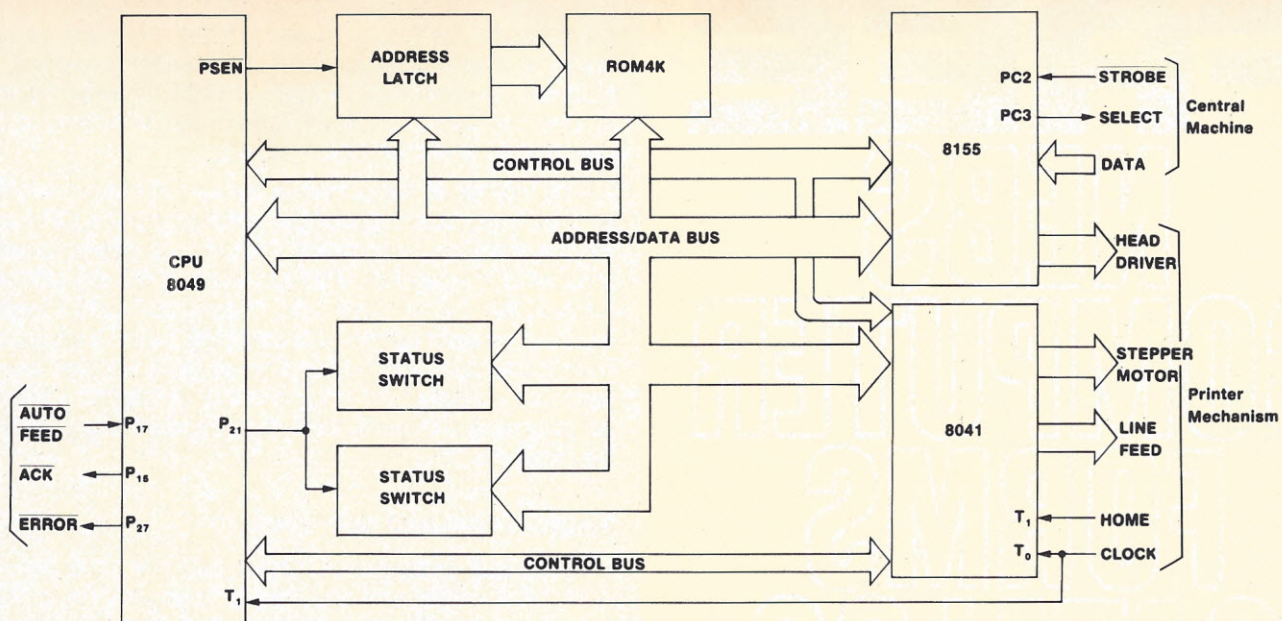 PSEN
ADDRESS
LATCH
ROM4K
PC2
STROBE
PC3
SELECT
Central
Machine
8155
DATA
CONTROL BUS
ADDRESS/DATA BUS
HEAD
DRIVER
CPU
8049
STATUS
SWITCH
STEPPER
MOTOR
Printer
Mechanism
AUTO
FEED
P17
P21
8041
LINE
FEED
ACK
P15
STATUS
SWITCH
ERROR
P27
T1
HOME
T0
CLOCK
CONTROL BUS
T1